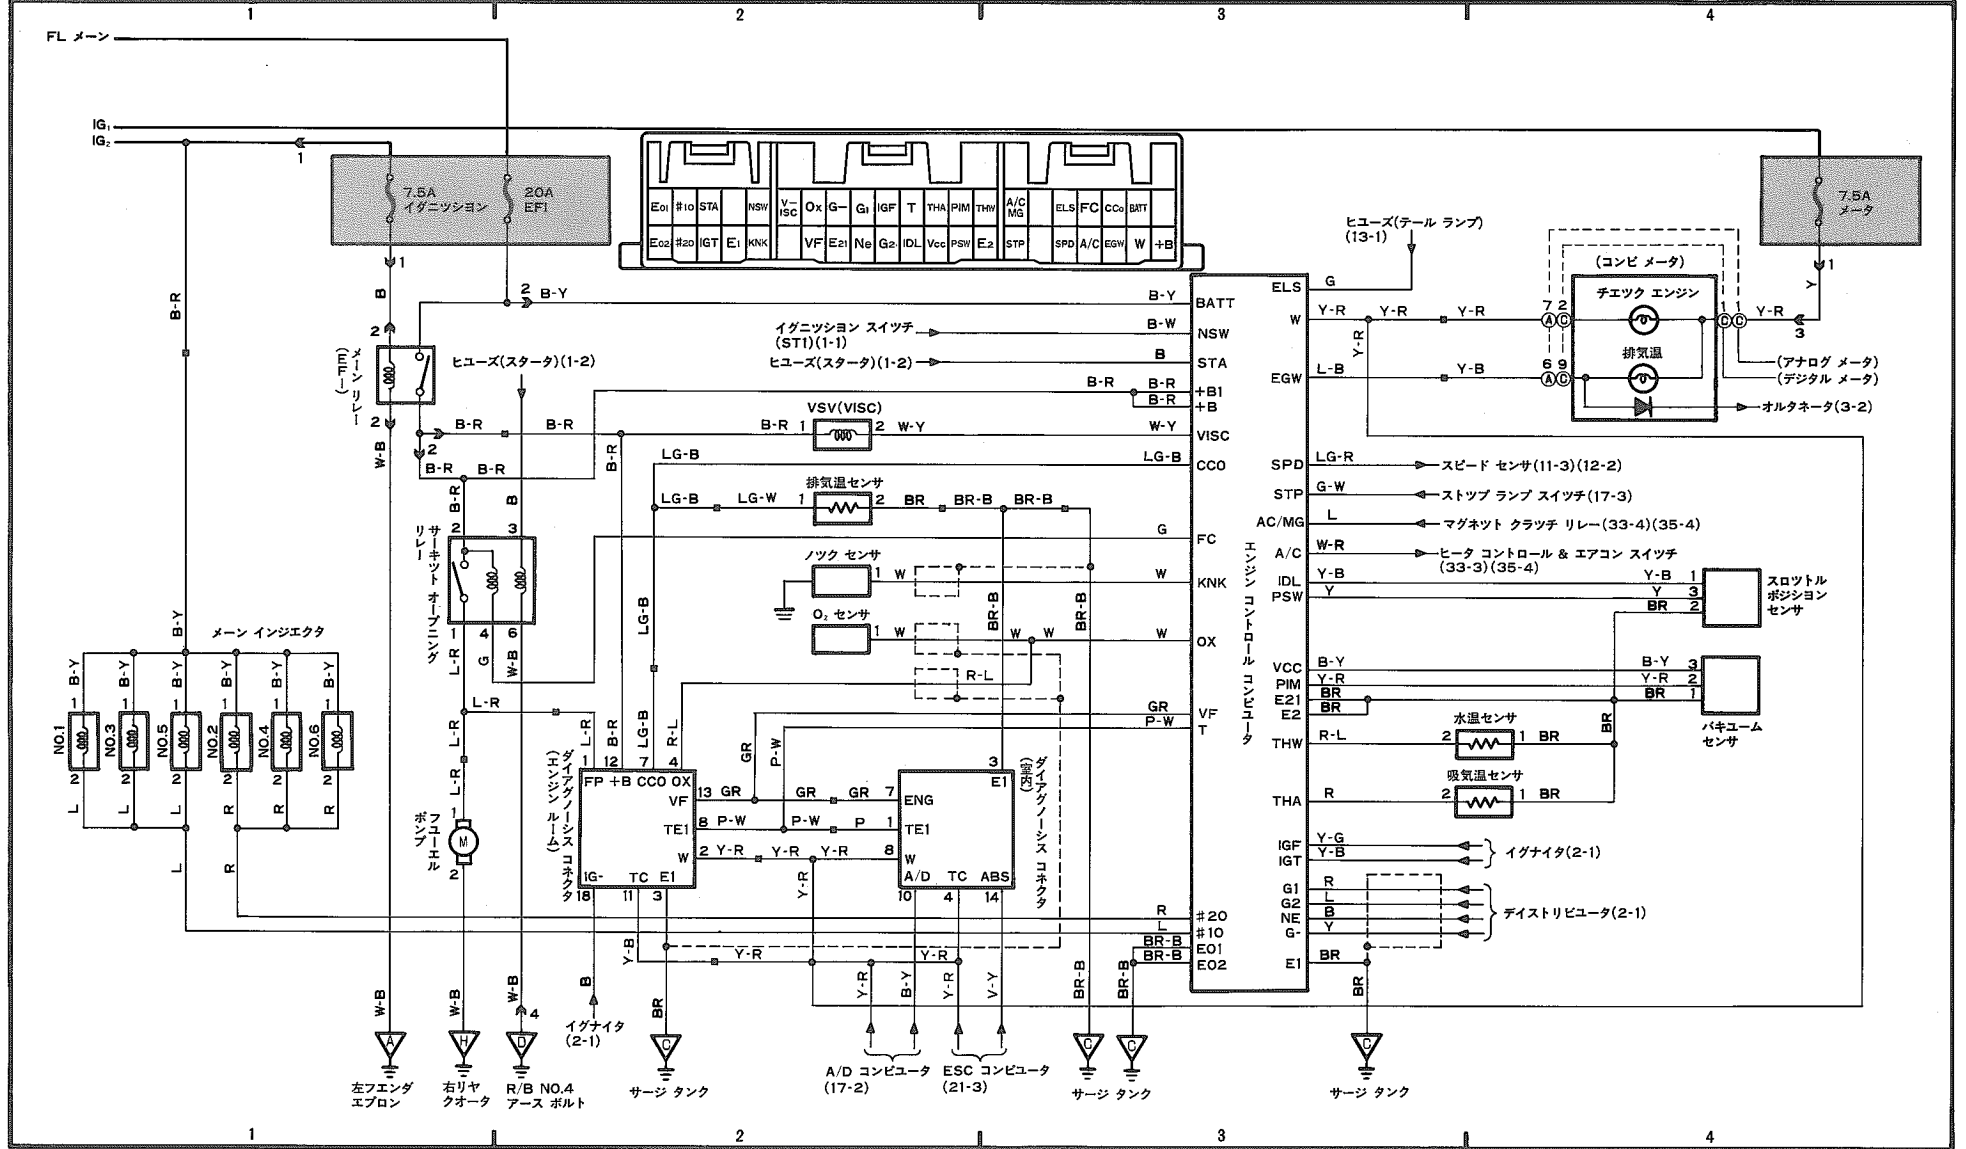 1
2
3
4
FL メーン
IG₁
IG₂
1
7.5A
イグニツシヨン
20A
EFI
7.5A
メータ
E01 #10 STA NSW V-ISC Ox G- G1 IGF T THA PIM THW A/C MG ELS FC CCo BATT
E02 #20 IGT E1 KNK VF E21 Ne G2 IDL Vcc PSW E2 STP SPD A/C EGW W +B
ヒユーズ(テール ランプ)
(13-1)
1
1
B
2
B-Y
B-Y
BATT
G
ELS
(コンビ メータ)
チエツク エンジン
Y
B-R
2
イグニツシヨン スイツチ
(ST1)(1-1)
B-W
NSW
W
Y-R
Y-R
Y-R
7 2
A C
C C
1 1
Y-R
3
Y-R
メーン リレー
(EFI)
ヒユーズ(スタータ)(1-2)
ヒユーズ(スタータ)(1-2)
B
STA
排気温
(アナログ メータ)
(デジタル メータ)
EGW
L-B
Y-B
6 9
A C
オルタネータ(3-2)
B-R
B-R
B-R
+B1
+B
2
W-B
B-R
B-R
2
VSV(VISC)
B-R
1
2
W-Y
W-Y
VISC
B-R
B-R
B-R
LG-B
LG-B
CCO
SPD
LG-R
スピード センサ(11-3)(12-2)
B-R
B
排気温センサ
LG-B
LG-W
1
2
BR
BR-B
BR-B
STP
G-W
ストツプ ランプ スイツチ(17-3)
AC/MG
L
マグネツト クラツチ リレー(33-4)(35-4)
2
3
サーキツト オープニング
リレー
G
FC
エンジン コントロール コンピユータ
A/C
W-R
ヒータ コントロール & エアコン スイツチ
(33-3)(35-4)
ノツク センサ
1
W
W
KNK
IDL
Y-B
Y-B
1
PSW
Y
Y
3
BR
2
スロツトル
ポジシヨン
センサ
LG-B
BR-B
BR-B
O₂ センサ
1
W
W
W
W
OX
1
4
6
L-R
G
W-B
B-Y
メーン インジエクタ
B-Y
B-Y
B-Y
B-Y
B-Y
B-Y
R-L
VCC
B-Y
B-Y
3
PIM
Y-R
Y-R
2
E21
BR
BR
1
E2
BR
バキユーム
センサ
L-R
1
1
1
1
1
1
NO.1
NO.3
NO.5
NO.2
NO.4
NO.6
2
2
2
2
2
2
L
L
L
R
R
R
GR
VF
P-W
T
水温センサ
THW
R-L
2
1
BR
BR
L-R
L-R
B-R
LG-B
R-L
GR
P-W
吸気温センサ
THA
R
2
1
BR
L-R
1
M
2
フユーエル
ポンプ
ダイアグノーシス コネクタ
(エンジン ルーム)
1
12
7
4
FP +B CCO OX
VF
13
GR
GR
GR
7
ENG
TE1
8
P-W
P-W
P
1
TE1
W
2
Y-R
Y-R
8
W
IG-
TC
E1
18
11
3
3
E1
A/D
TC
ABS
10
4
14
ダイアグノーシス コネクタ
(室内)
IGF
Y-G
IGT
Y-B
イグナイタ(2-1)
G1
R
G2
L
NE
B
G-
Y
デイストリビユータ(2-1)
E1
BR
L
R
R
#20
L
#10
BR-B
E01
BR-B
E02
Y-R
Y-B
Y-R
Y-R
W-B
W-B
W-B
4
B
BR
Y-R
B-Y
Y-R
V-Y
BR-B
BR-B
BR
A
H
D
C
C
C
C
イグナイタ
(2-1)
左フエンダ
エプロン
右リヤ
クオータ
R/B NO.4
アース ボルト
サージ タンク
A/D コンピユータ
(17-2)
ESC コンピユータ
(21-3)
サージ タンク
サージ タンク
1
2
3
4